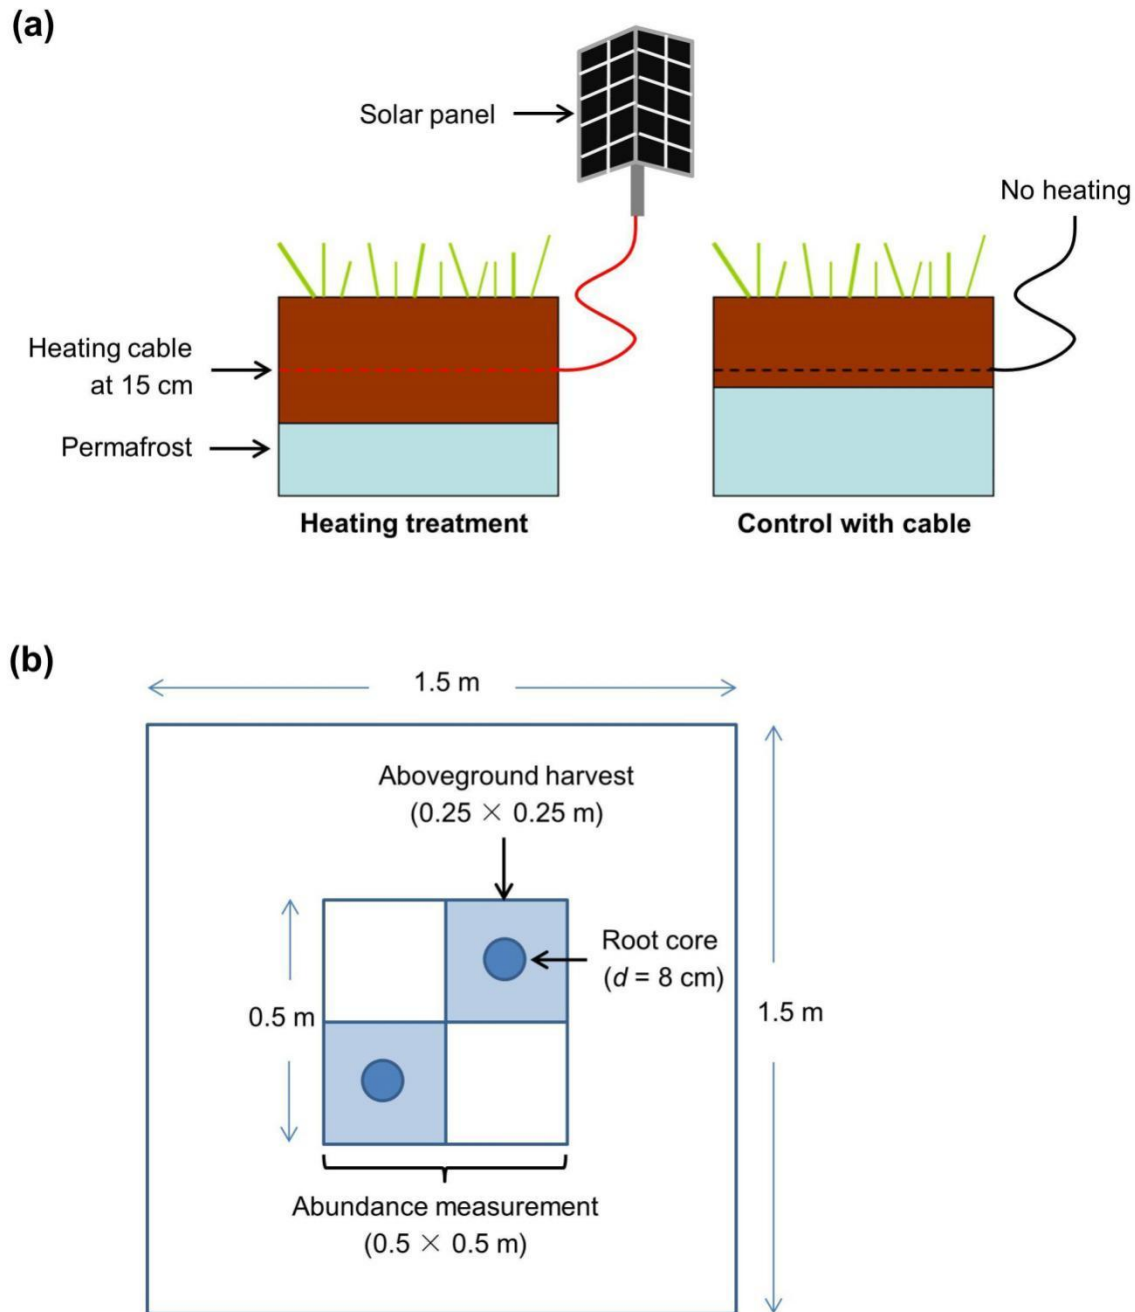 (a)
Solar panel
No heating
Heating cable
at 15 cm
Permafrost
Heating treatment
Control with cable
(b)
1.5 m
Aboveground harvest
(0.25 × 0.25 m)
Root core
(d = 8 cm)
0.5 m
1.5 m
Abundance measurement
(0.5 × 0.5 m)